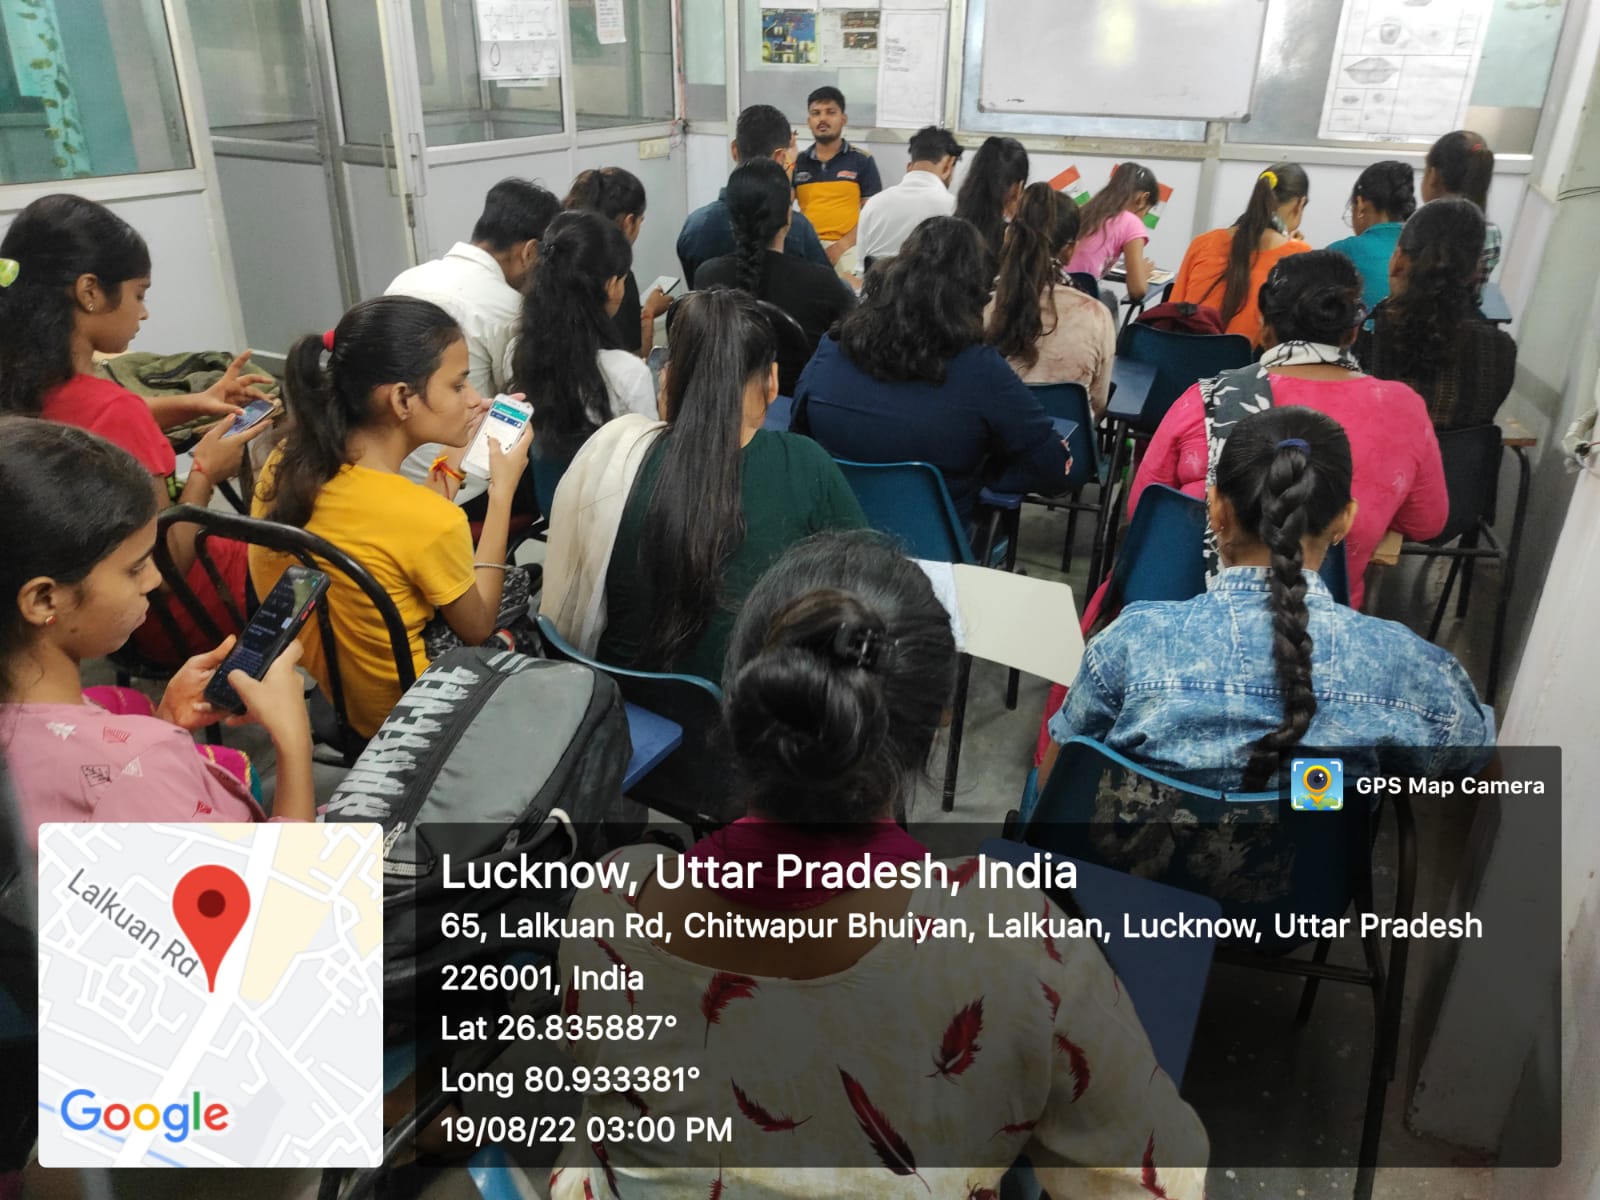 GPS Map Camera
Lalkuan Rd
Google
Lucknow, Uttar Pradesh, India
65, Lalkuan Rd, Chitwapur Bhuiyan, Lalkuan, Lucknow, Uttar Pradesh
226001, India
Lat 26.835887°
Long 80.933381°
19/08/22 03:00 PM